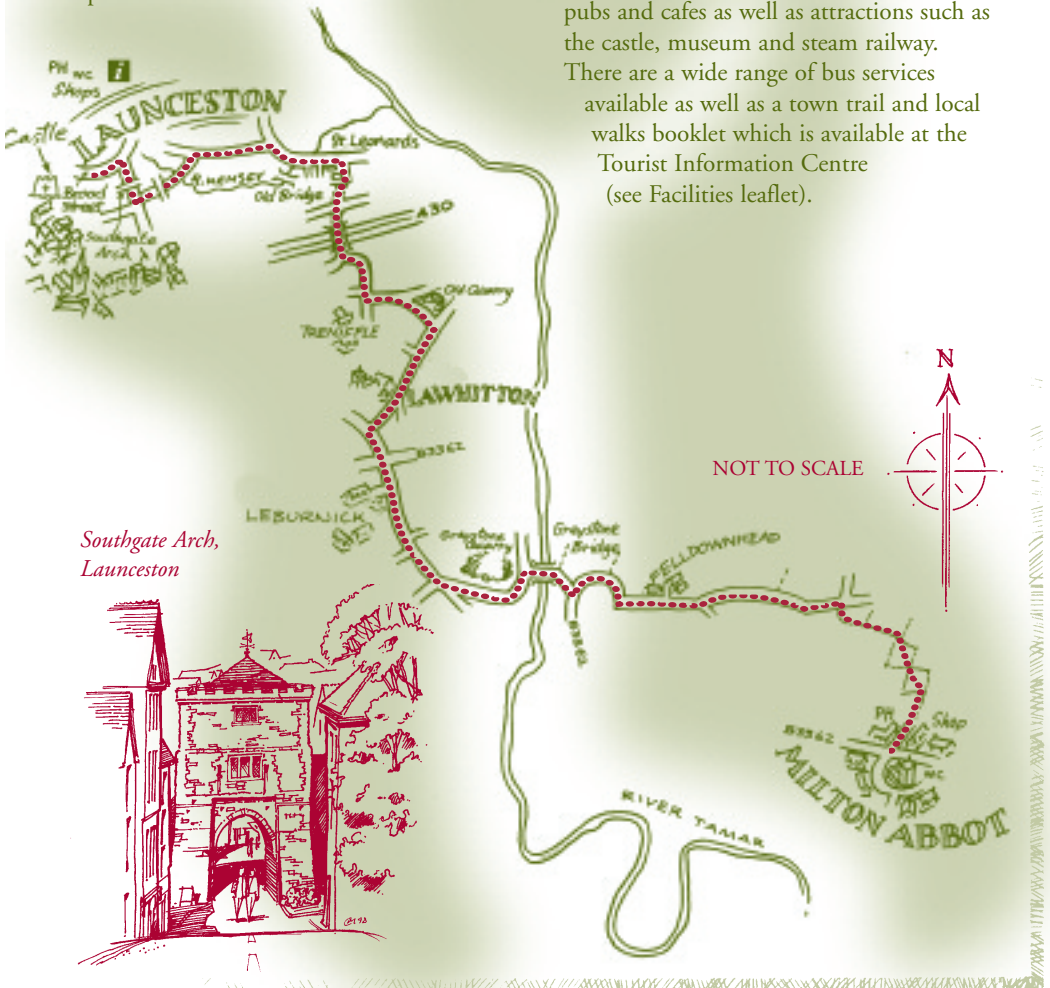 pubs and cafes as well as attractions such as
the castle, museum and steam railway.
There are a wide range of bus services
available as well as a town trail and local
walks booklet which is available at the
Tourist Information Centre
(see Facilities leaflet).
PH WC i
Shops
Castle
LAUNCESTON
St Leonards
R. KENSEY
Old Bridge
Broad
Street
Southgate
Arch
A30
Old Quarry
LAWHITTON
B3362
LEBURNICK
Greystone
Quarry
Greystone
Bridge
FELLDOWNHEAD
B3362
N
NOT TO SCALE
Southgate Arch,
Launceston
PH Shop
B3362
WC
MILTON ABBOT
RIVER TAMAR